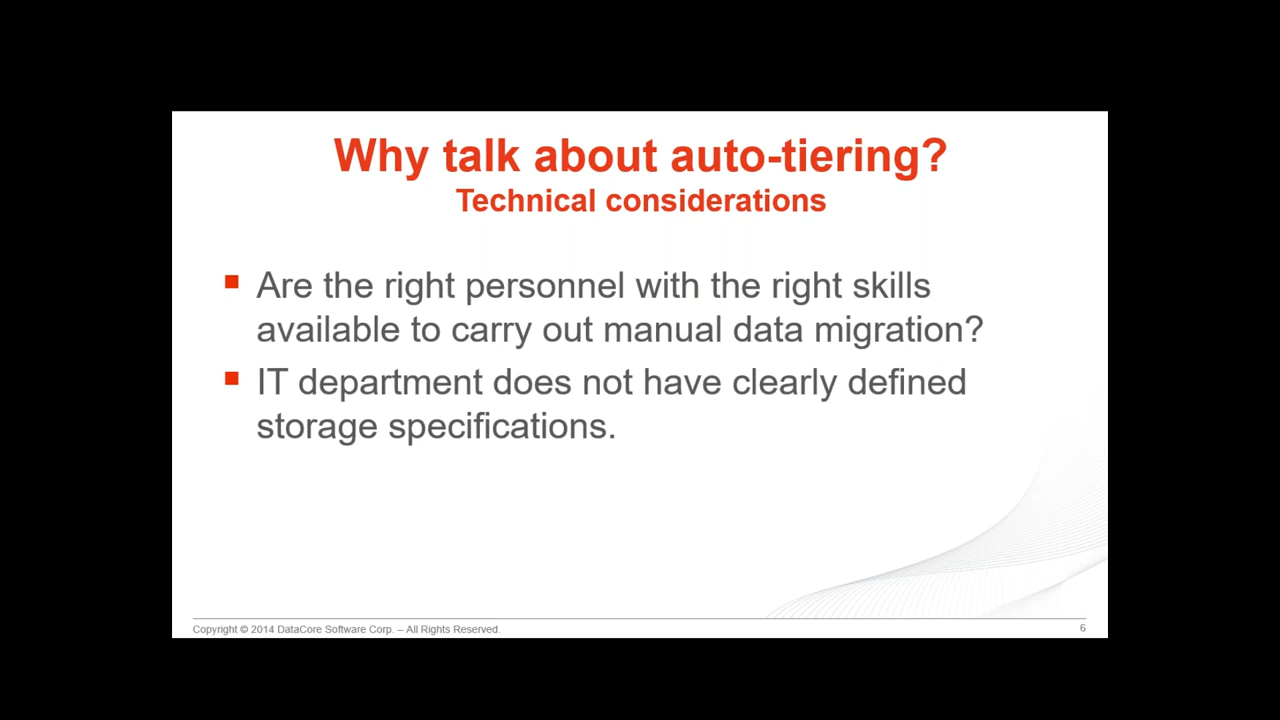 Why talk about auto-tiering?
Technical considerations
Are the right personnel with the right skills
available to carry out manual data migration?
IT department does not have clearly defined
storage specifications.
Copyright © 2014 DataCore Software Corp. – All Rights Reserved.
6